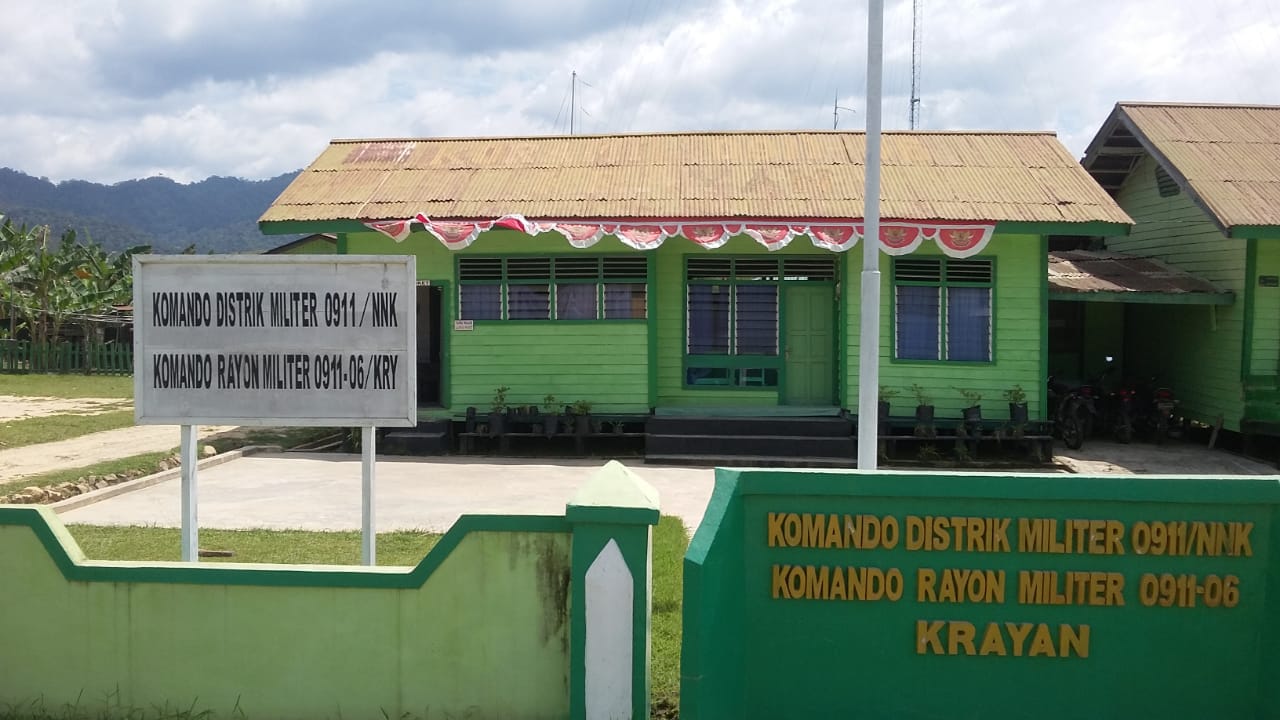 KOMANDO DISTRIK MILITER 0911 / NNK
KOMANDO RAYON MILITER 0911-06/KRY
KOMANDO DISTRIK MILITER 0911/NNK
KOMANDO RAYON MILITER 0911-06
KRAYAN